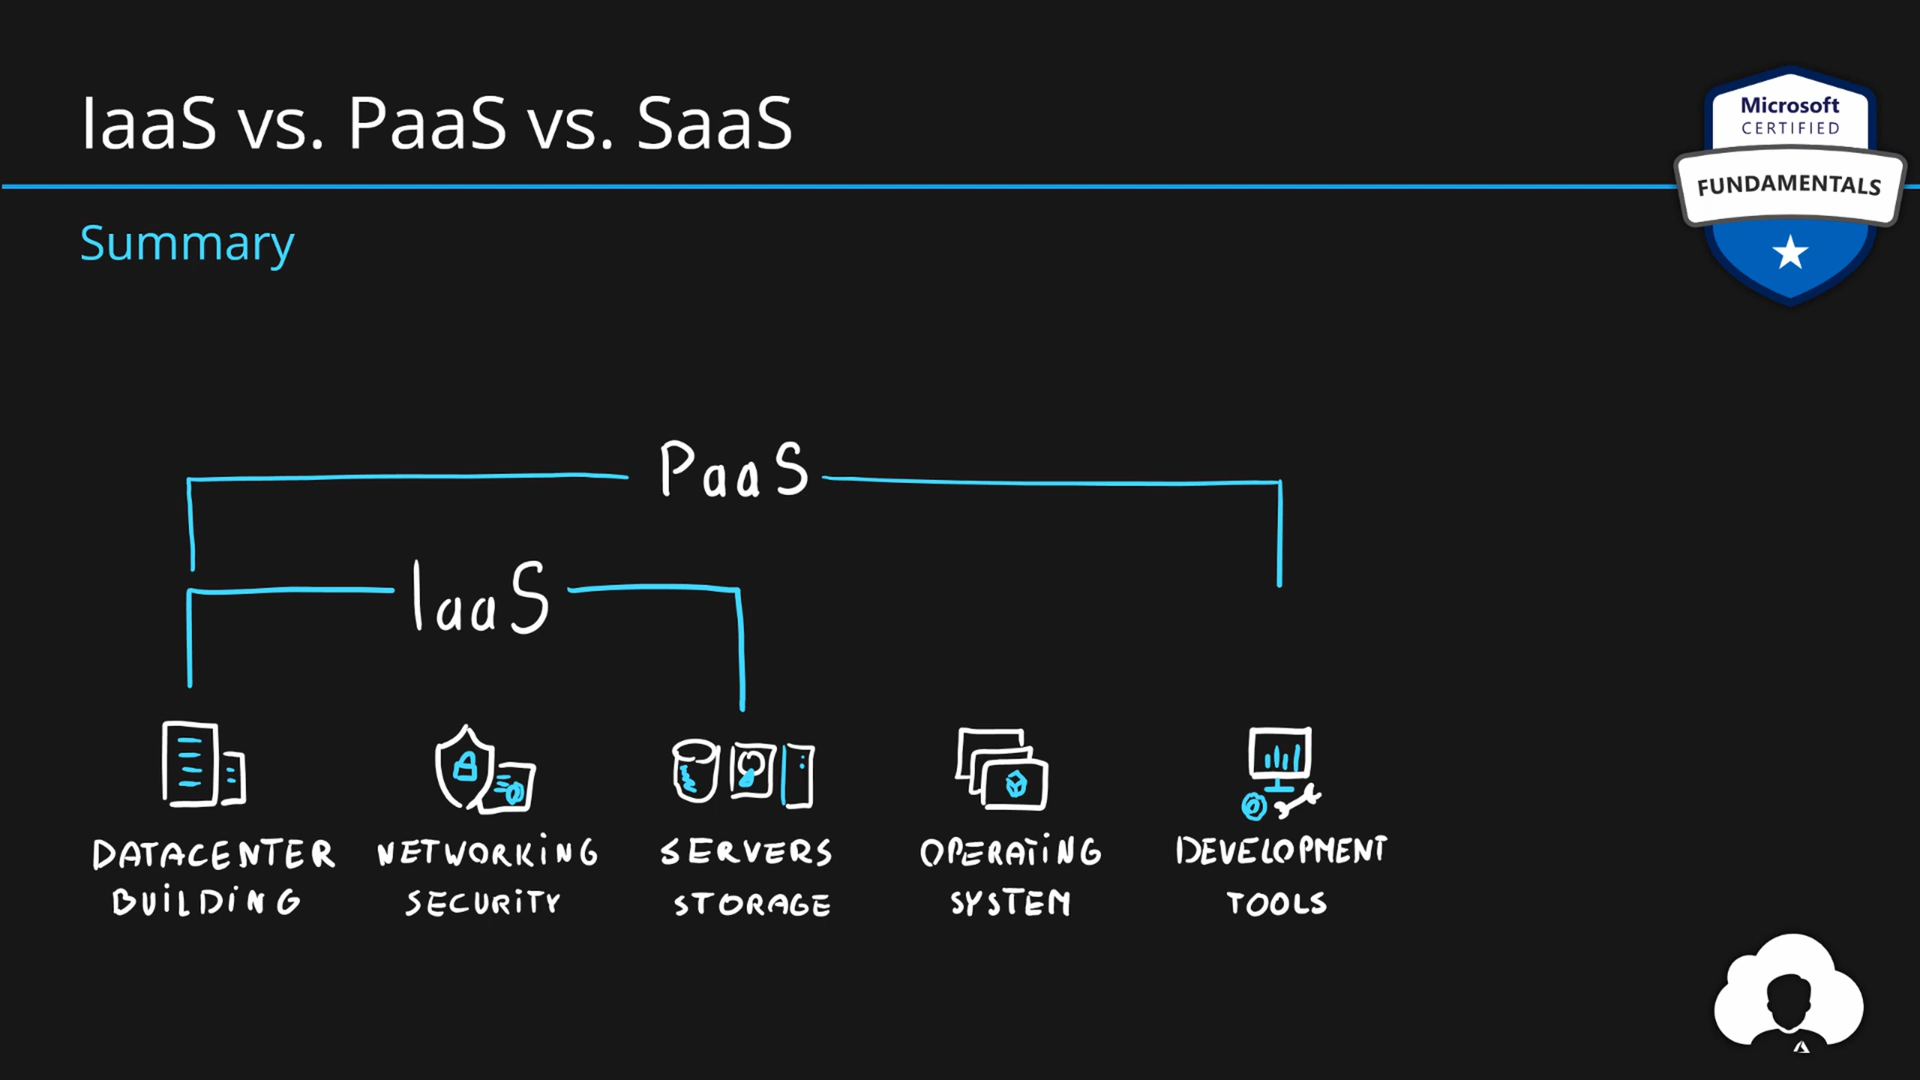 IaaS vs. PaaS vs. SaaS
Microsoft
CERTIFIED
FUNDAMENTALS
Summary
PaaS
IaaS
DATACENTER
BUiLDiNG
NETWORKiNG
SECURiTY
SERVERS
STORAGE
OPERATiNG
SYSTEM
DEVELOPMENT
TOOLS